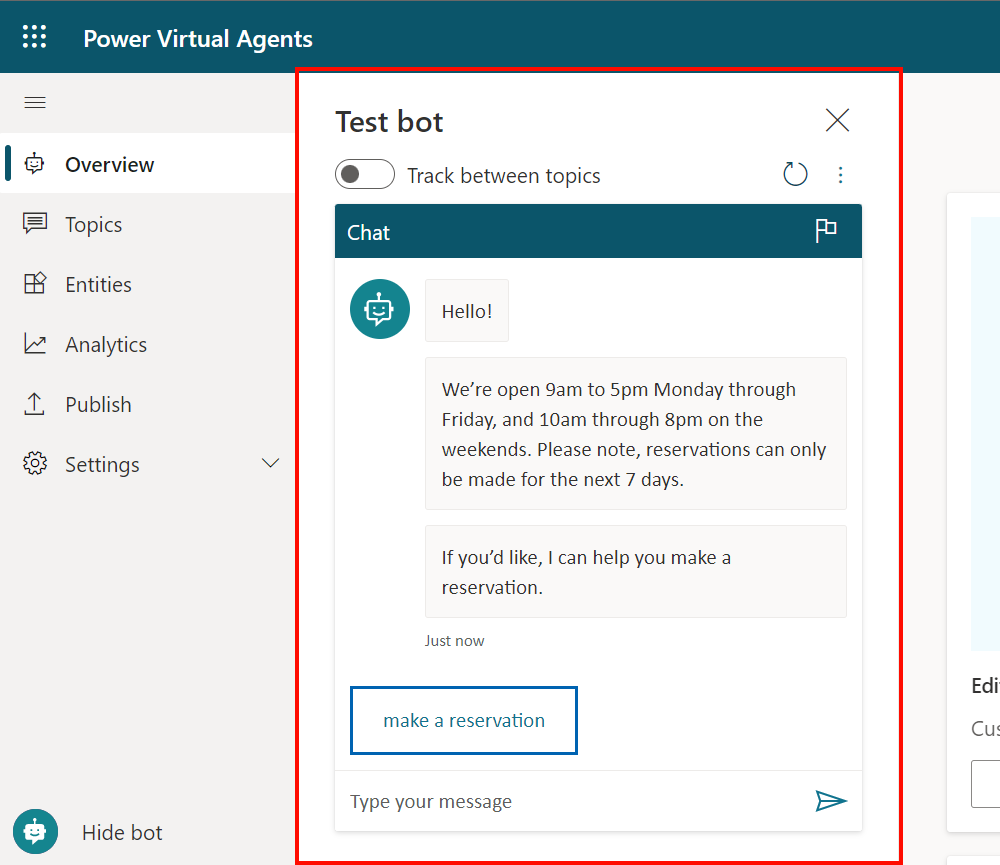 Power Virtual Agents
Overview
Topics
Entities
Analytics
Publish
Settings
Hide bot
Test bot
Track between topics
Chat
Hello!
We’re open 9am to 5pm Monday through
Friday, and 10am through 8pm on the
weekends. Please note, reservations can only
be made for the next 7 days.
If you’d like, I can help you make a
reservation.
Just now
make a reservation
Type your message